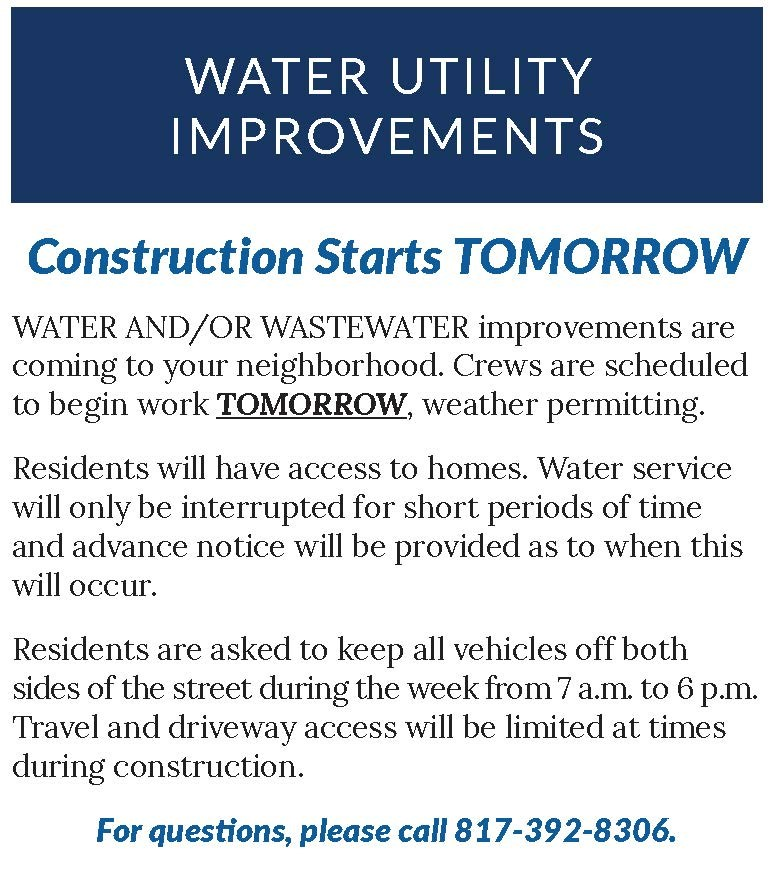 WATER UTILITY
IMPROVEMENTS
Construction Starts TOMORROW
WATER AND/OR WASTEWATER improvements are
coming to your neighborhood. Crews are scheduled
to begin work TOMORROW, weather permitting.
Residents will have access to homes. Water service
will only be interrupted for short periods of time
and advance notice will be provided as to when this
will occur.
Residents are asked to keep all vehicles off both
sides of the street during the week from 7 a.m. to 6 p.m.
Travel and driveway access will be limited at times
during construction.
For questions, please call 817-392-8306.